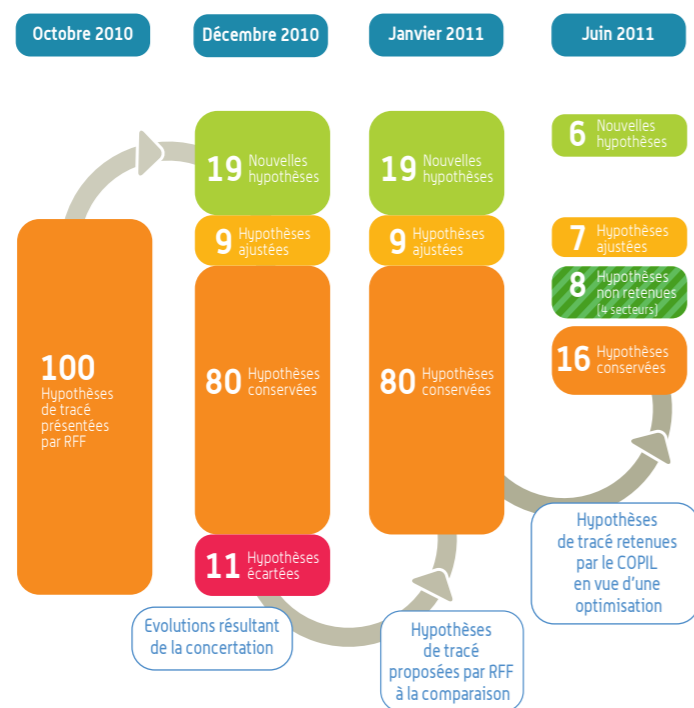 Octobre 2010
Décembre 2010
Janvier 2011
Juin 2011
100
Hypothèses
de tracé
présentées
par RFF
19 Nouvelles
hypothèses
9 Hypothèses
ajustées
80 Hypothèses
conservées
11 Hypothèses
écartées
19 Nouvelles
hypothèses
9 Hypothèses
ajustées
80 Hypothèses
conservées
6 Nouvelles
hypothèses
7 Hypothèses
ajustées
8 Hypothèses
non retenues
(4 secteurs)
16 Hypothèses
conservées
Evolutions résultant
de la concertation
Hypothèses
de tracé
proposées par RFF
à la comparaison
Hypothèses
de tracé retenues
par le COPIL
en vue d'une
optimisation